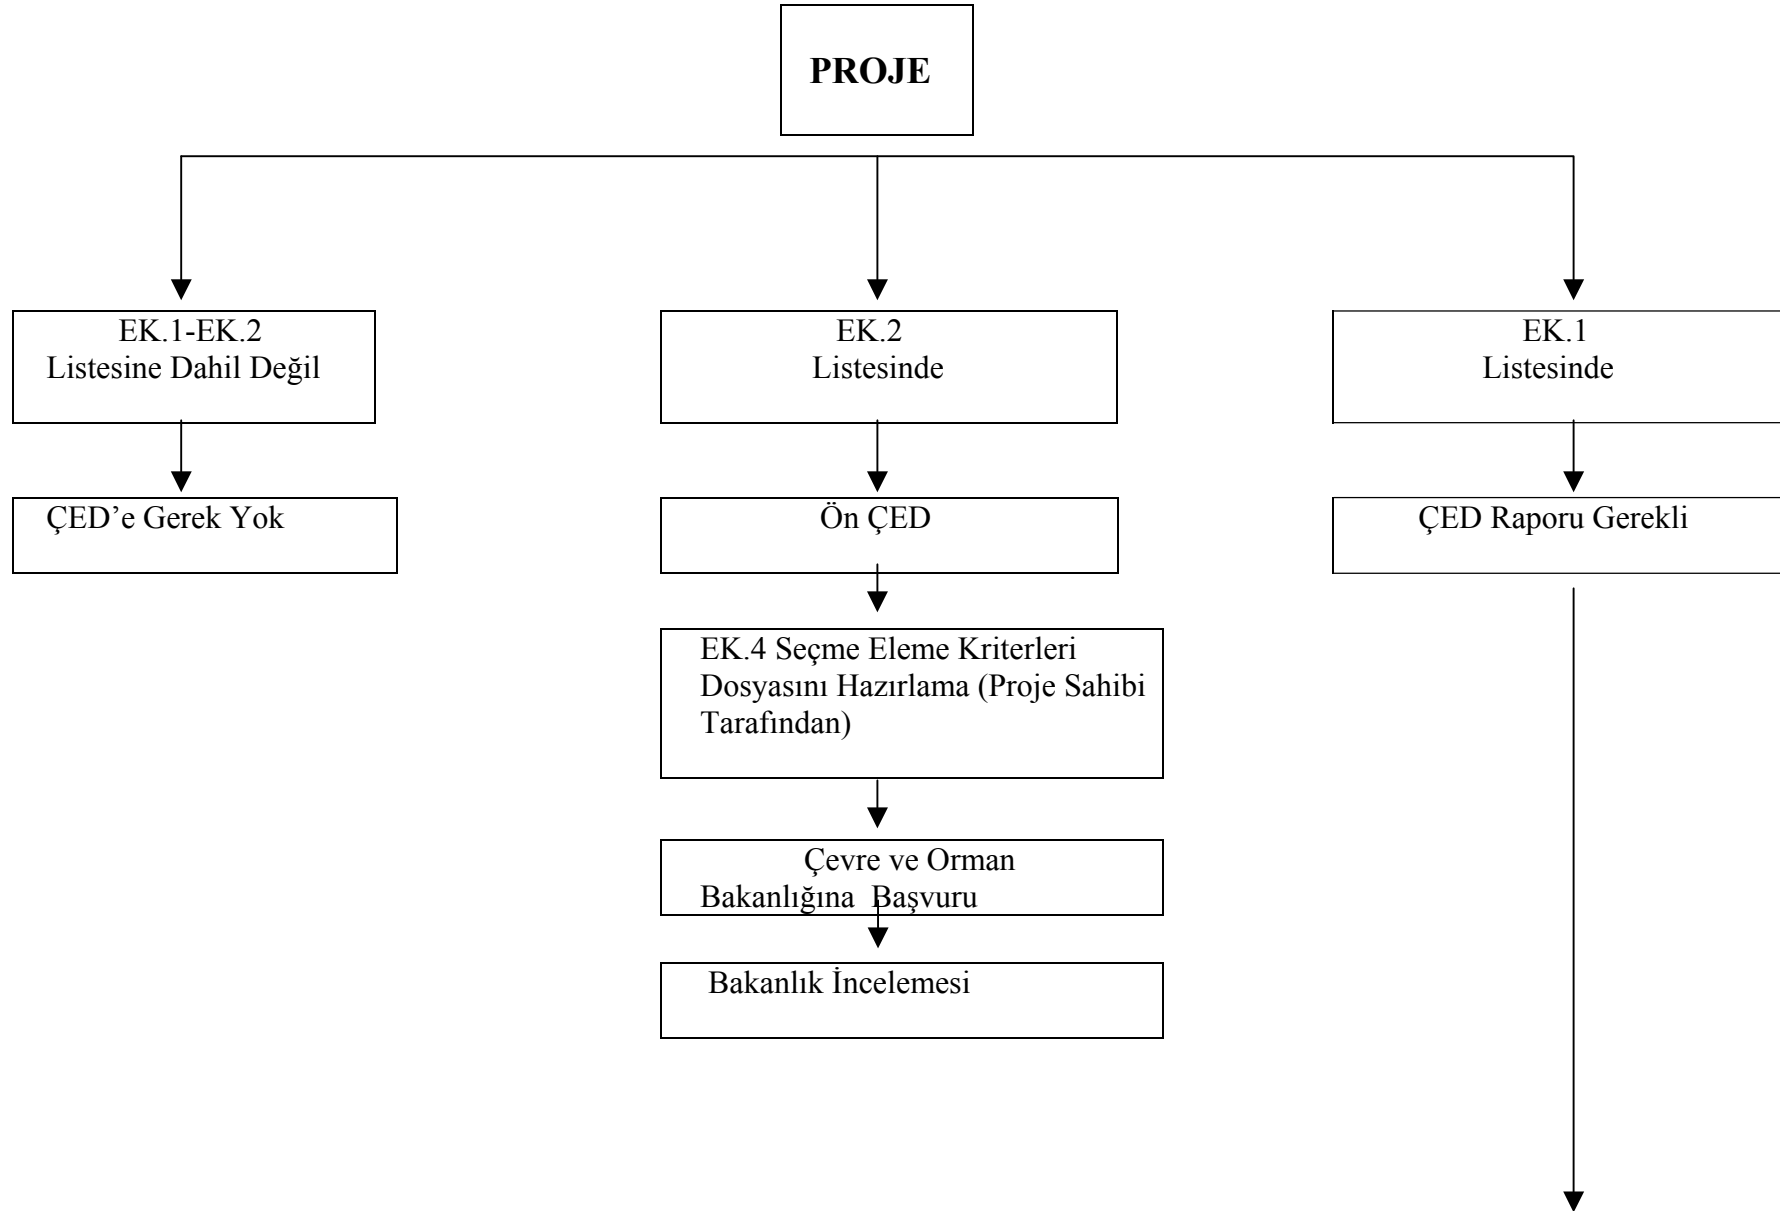 PROJE
EK.1-EK.2
Listesine Dahil Değil
EK.2
Listesinde
EK.1
Listesinde
ÇED’e Gerek Yok
Ön ÇED
ÇED Raporu Gerekli
EK.4 Seçme Eleme Kriterleri
Dosyasını Hazırlama (Proje Sahibi
Tarafından)
Çevre ve Orman
Bakanlığına Başvuru
Bakanlık İncelemesi